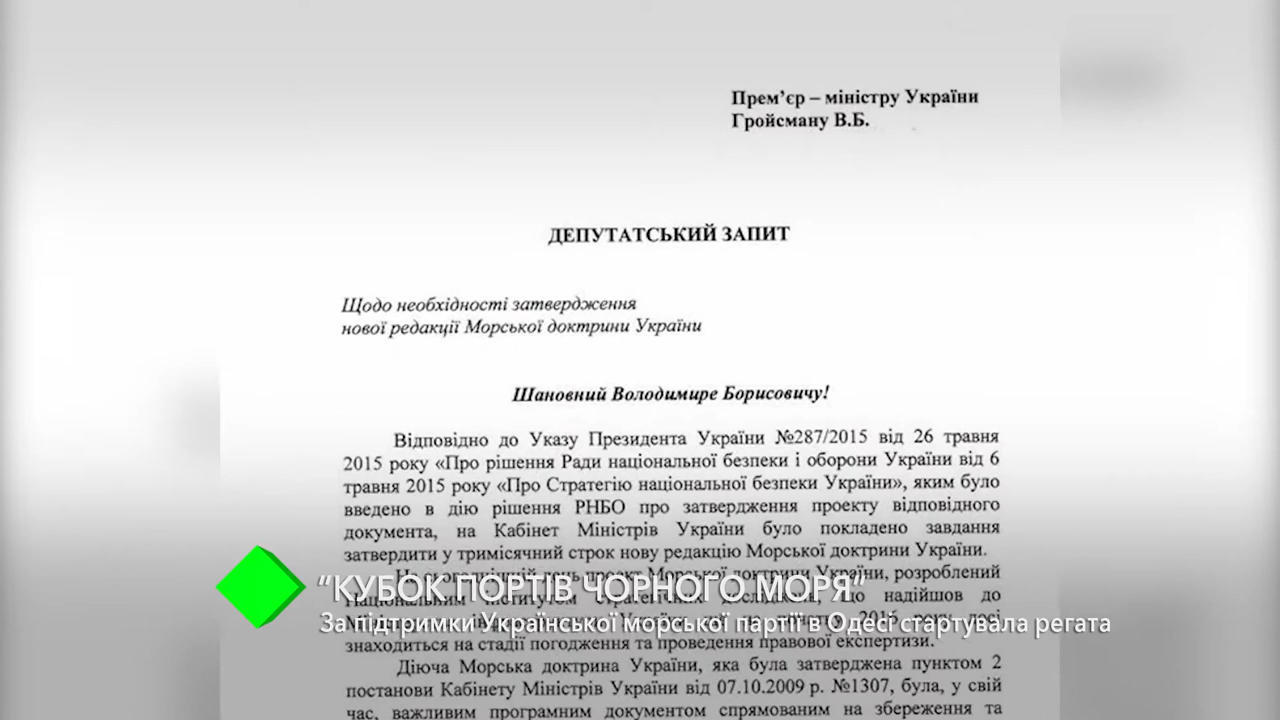 Прем’єр – міністру України
Гройсману В.Б.
ДЕПУТАТСЬКИЙ ЗАПИТ
Щодо необхідності затвердження
нової редакції Морської доктрини України
Шановний Володимире Борисовичу!
Відповідно до Указу Президента України №287/2015 від 26 травня
2015 року «Про рішення Ради національної безпеки і оборони України від 6
травня 2015 року «Про Стратегію національної безпеки України», яким було
введено в дію рішення РНБО про затвердження проекту відповідного
документа, на Кабінет Міністрів України було покладено завдання
затвердити у тримісячний строк нову редакцію Морської доктрини України.
день проект Морської доктрини України, розроблений
“КУБОК ПОРТІВ ЧОРНОГО МОРЯ”
Національним інститутом стратегічних що надійшов до
За підтримки Української морської партії в Одесі стартувала регата
знаходиться на стадії погодження та проведення правової експертизи.
Діюча Морська доктрина України, яка була затверджена пунктом 2
постанови Кабінету Міністрів України від 07.10.2009 р. №1307, була, у свій
час, важливим програмним документом спрямованим на збереження та